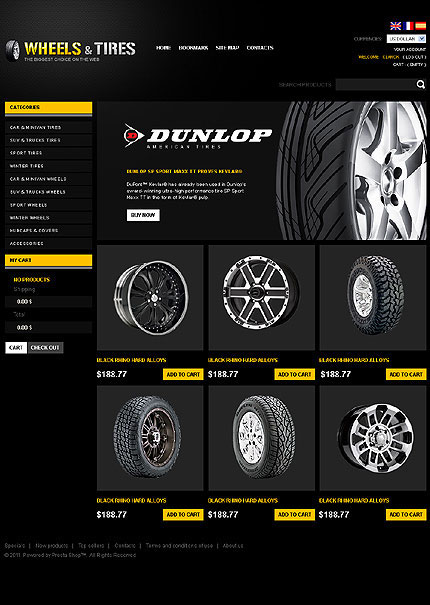 CURRENCIES: US DOLLAR
WHEELS & TIRES
THE BIGGEST CHOICE ON THE WEB
HOME BOOKMARK SITE MAP CONTACTS
YOUR ACCOUNT
WELCOME ( LOG OUT )
CART: ( EMPTY )
SEARCH PRODUCTS
CATEGORIES
CAR & MINIVAN TIRES
SUV & TRUCKS TIRES
SPORT TIRES
WINTER TIRES
CAR & MINIVAN WHEELS
SUV & TRUCKS WHEELS
SPORT WHEELS
WINTER WHEELS
HUBCAPS & COVERS
ACCESSORIES
MY CART
NO PRODUCTS
Shipping
0.00 $
Total
0.00 $
CART CHECK OUT
D DUNLOP
AMERICAN TIRES
DUNLOP SP SPORT MAXX TT PROVES KEVLAR®
DuPont™ Kevlar® has already been used in Dunlop's
award-winning ultra-high performance tire SP Sport
Maxx TT in the form of Kevlar® pulp
BUY NOW
BLACK RHINO HARD ALLOYS
$188.77 ADD TO CART
BLACK RHINO HARD ALLOYS
$188.77 ADD TO CART
BLACK RHINO HARD ALLOYS
$188.77 ADD TO CART
BLACK RHINO HARD ALLOYS
$188.77 ADD TO CART
BLACK RHINO HARD ALLOYS
$188.77 ADD TO CART
BLACK RHINO HARD ALLOYS
$188.77 ADD TO CART
Specials | New products | Top sellers | Contacts | Terms and conditions of use | About us
© 2011 Powered by Presta Shop™. All Rights Reserved